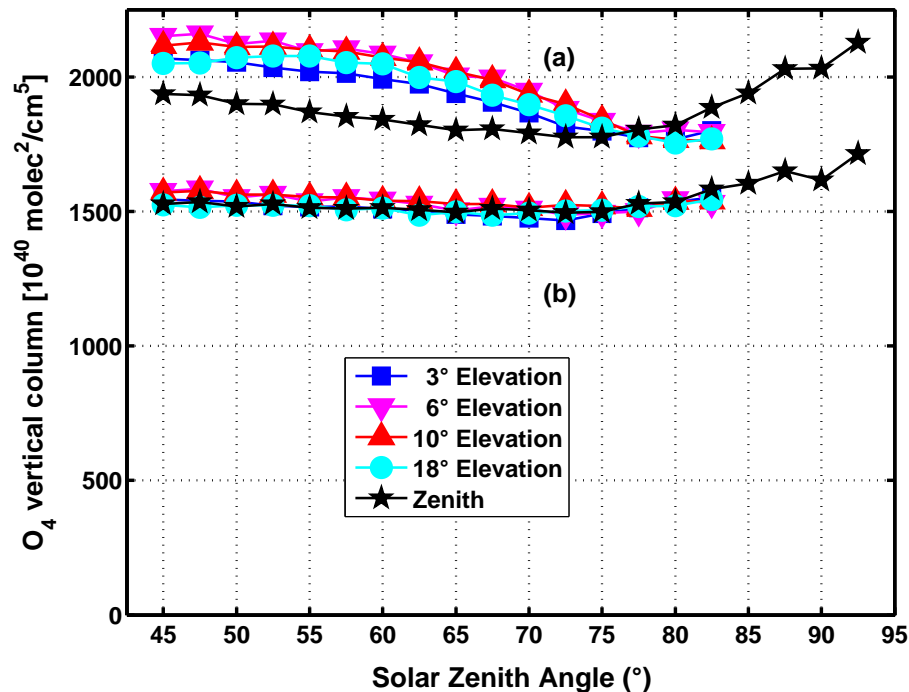 O4 vertical column [10^40 molec^2/cm^5]
2000
1500
1000
500
0
(a)
(b)
3° Elevation
6° Elevation
10° Elevation
18° Elevation
Zenith
45 50 55 60 65 70 75 80 85 90 95
Solar Zenith Angle (°)